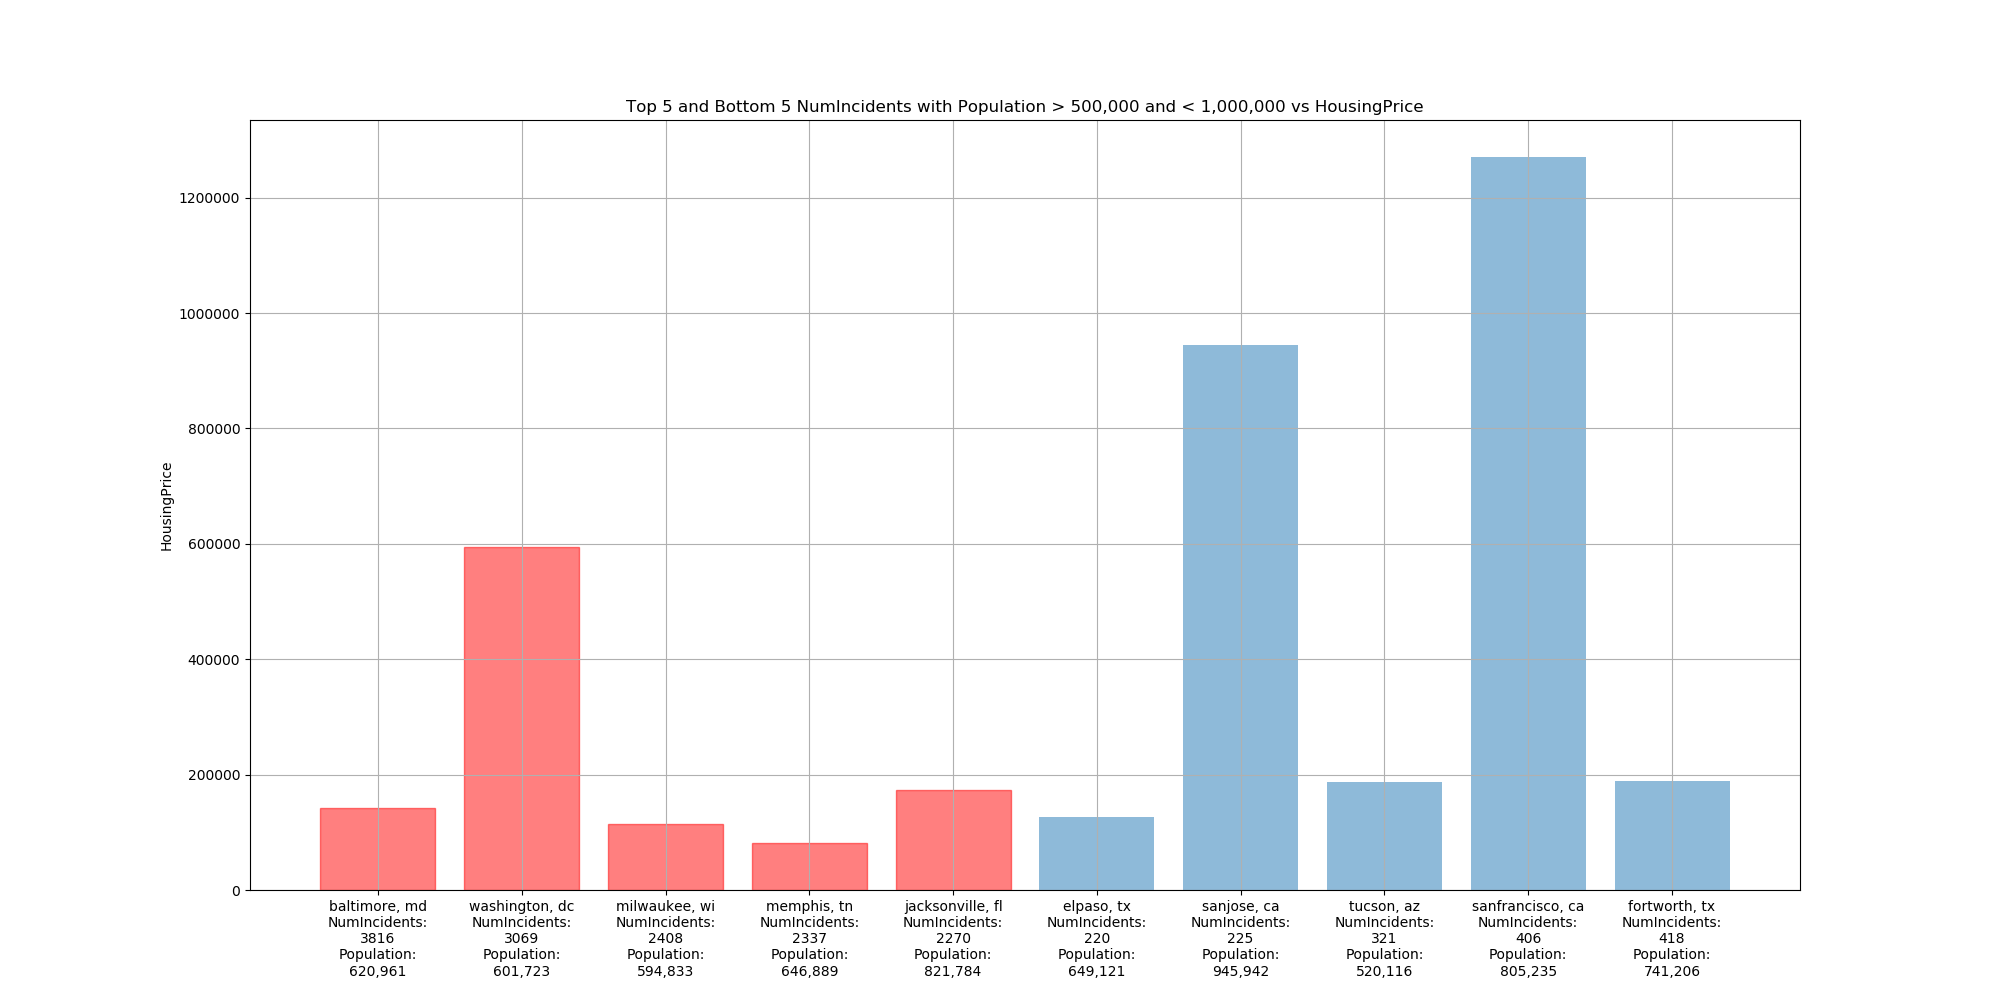 Top 5 and Bottom 5 NumIncidents with Population > 500,000 and < 1,000,000 vs HousingPrice
HousingPrice
1200000
1000000
800000
600000
400000
200000
0
baltimore, md
NumIncidents:
3816
Population:
620,961
washington, dc
NumIncidents:
3069
Population:
601,723
milwaukee, wi
NumIncidents:
2408
Population:
594,833
memphis, tn
NumIncidents:
2337
Population:
646,889
jacksonville, fl
NumIncidents:
2270
Population:
821,784
elpaso, tx
NumIncidents:
220
Population:
649,121
sanjose, ca
NumIncidents:
225
Population:
945,942
tucson, az
NumIncidents:
321
Population:
520,116
sanfrancisco, ca
NumIncidents:
406
Population:
805,235
fortworth, tx
NumIncidents:
418
Population:
741,206